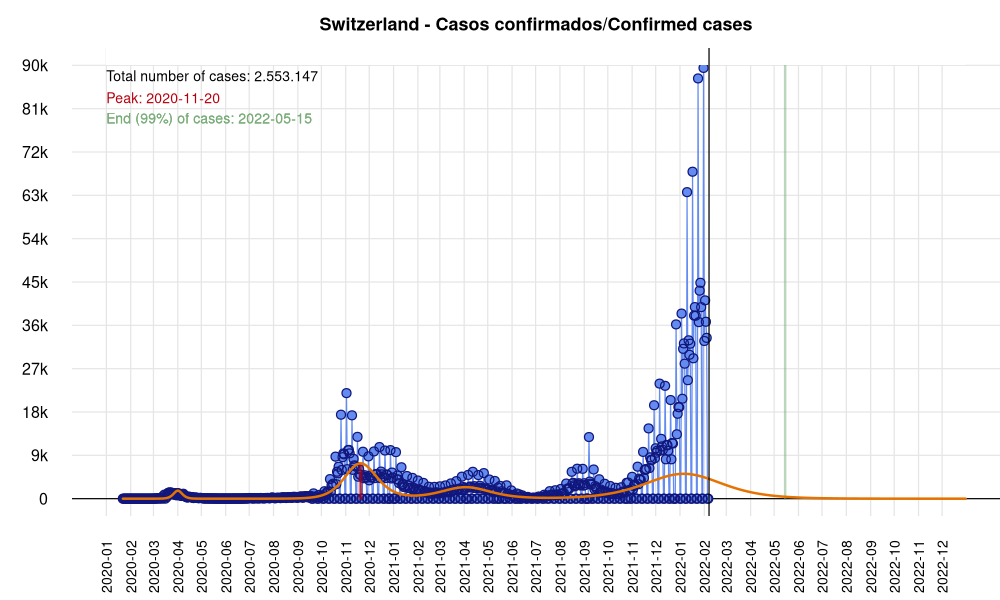 Switzerland - Casos confirmados/Confirmed cases
90k
81k
72k
63k
54k
45k
36k
27k
18k
9k
0
Total number of cases: 2.553.147
Peak: 2020-11-20
End (99%) of cases: 2022-05-15
2020-01
2020-02
2020-03
2020-04
2020-05
2020-06
2020-07
2020-08
2020-09
2020-10
2020-11
2020-12
2021-01
2021-02
2021-03
2021-04
2021-05
2021-06
2021-07
2021-08
2021-09
2021-10
2021-11
2021-12
2022-01
2022-02
2022-03
2022-04
2022-05
2022-06
2022-07
2022-08
2022-09
2022-10
2022-11
2022-12